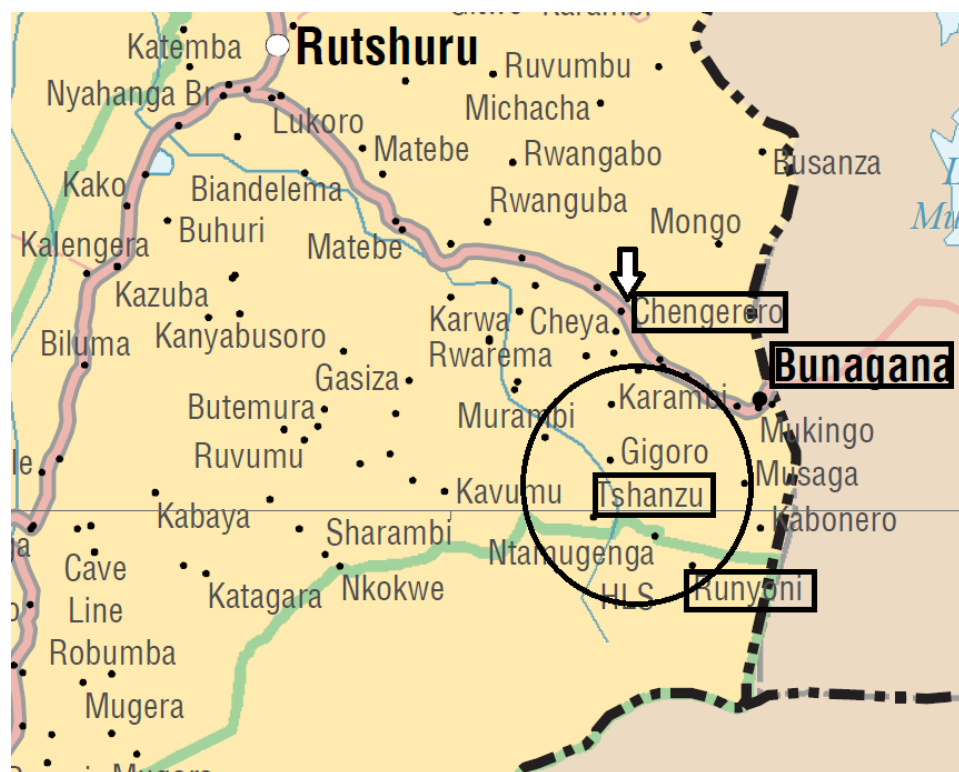 Rutshuru
Katemba
Ruvumbu
Nyahanga Br
Michacha
Lukoro
Matebe
Rwangabo
Busanza
Kako
Biandelema
Rwanguba
Buhuri
Mongo
Kalengera
Matebe
Kazuba
Chengerero
Kanyabusoro
Karwa
Cheya
Biluma
Rwarema
Bunagana
Gasiza
Butemura
Murambi
Karambi
Mukingo
Ruvumu
Gigoro
Musaga
Kavumu
Tshanzu
Kabaya
Kabonero
Sharambi
Ntamugenga
Cave
Line
Katagara
Nkokwe
HLS
Runyoni
Robumba
Mugera